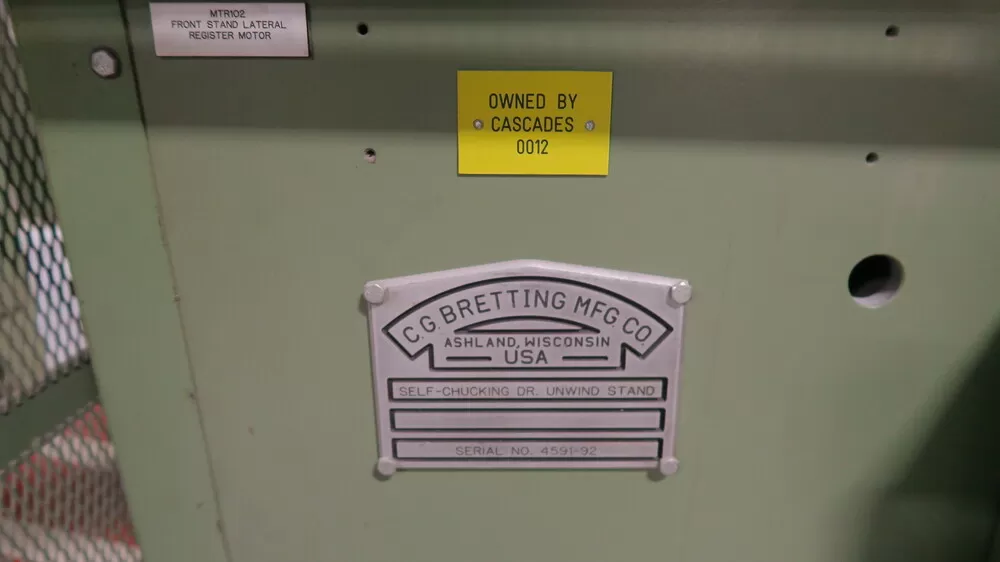 MTR102
FRONT STAND LATERAL
REGISTER MOTOR
OWNED BY
CASCADES
0012
C.G. BRETTING MFG. CO.
ASHLAND, WISCONSIN
USA
SELF-CHUCKING DR. UNWIND STAND
SERIAL NO. 4591-92